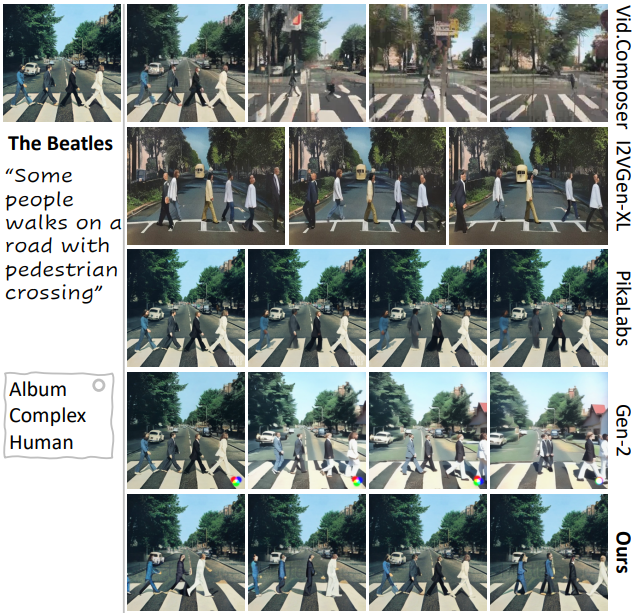 The Beatles
“Some
people
walks on a
road with
pedestrian
crossing”
Album
Complex
Human
Vid.Composer
I2VGen-XL
PikaLabs
Gen-2
Ours